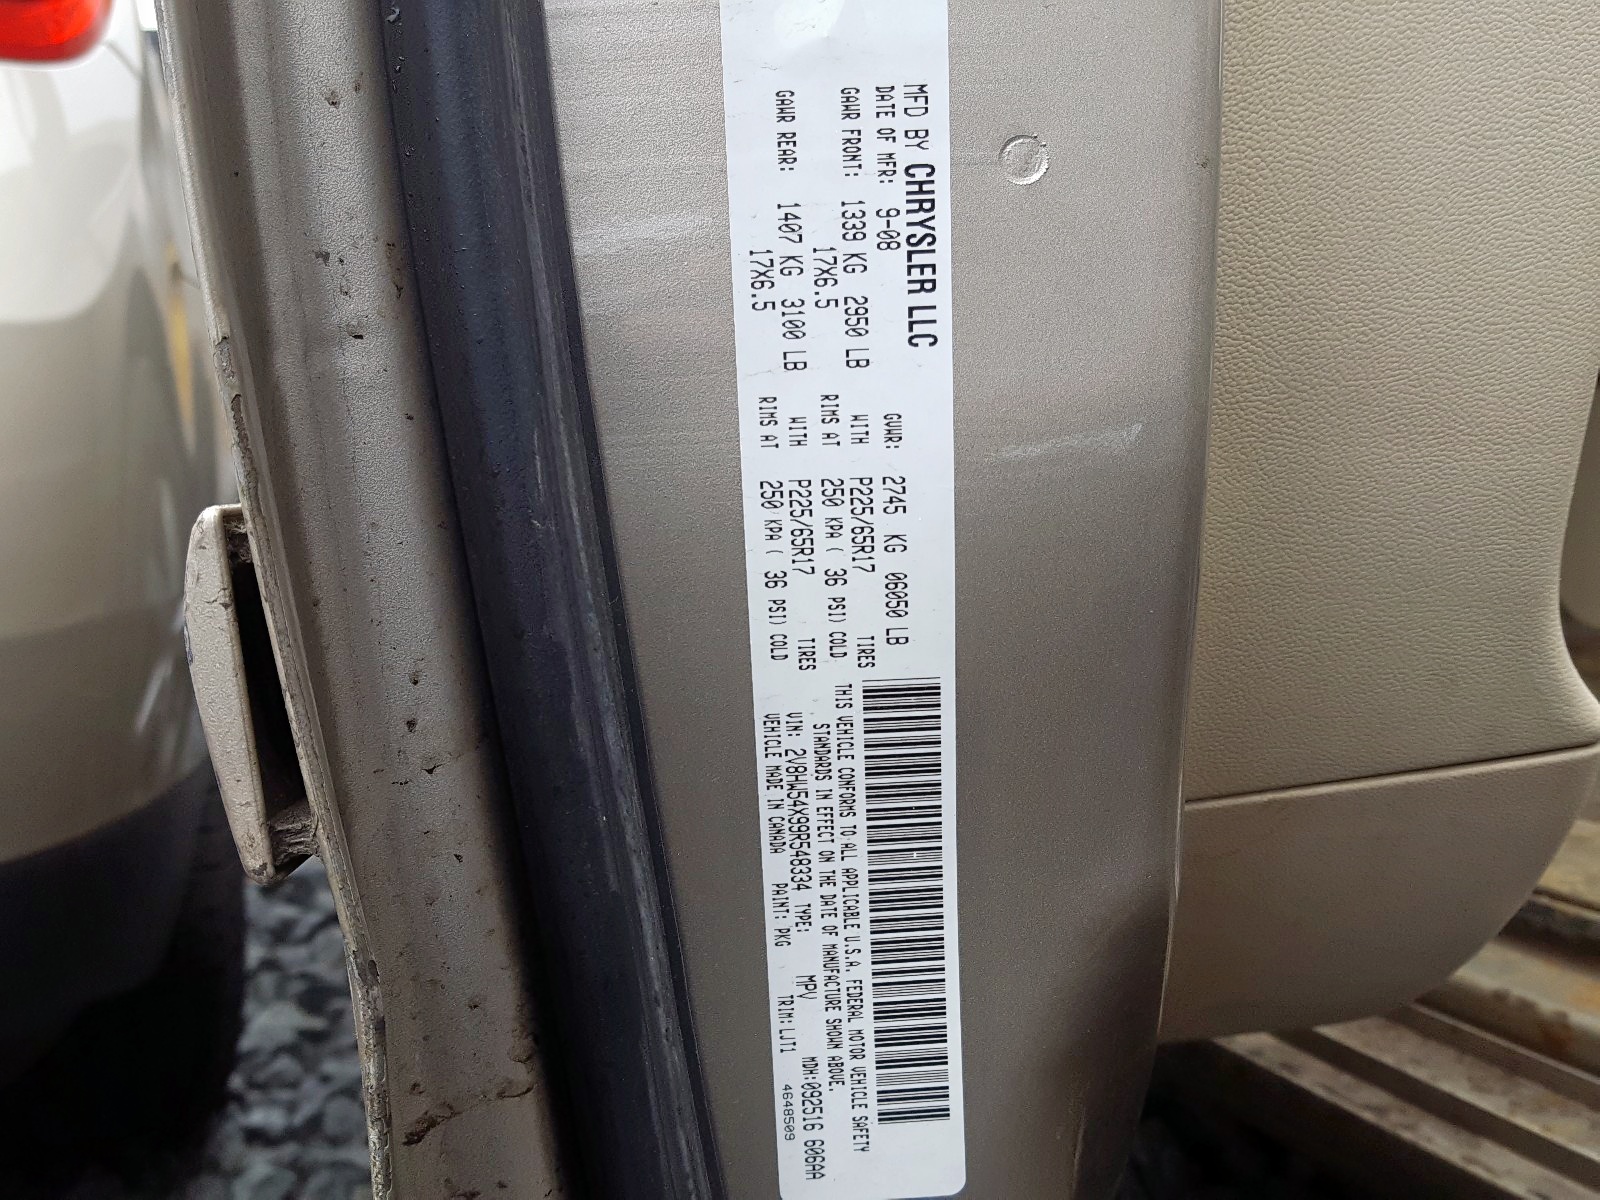 MFD BY CHRYSLER LLC
DATE OF MFR: 9-08 GVWR: 2745 KG 06050 LB
GAWR FRONT: 1339 KG 2950 LB WITH P225/65R17 TIRES
17X6.5 RIMS AT 250 KPA ( 36 PSI) COLD
GAWR REAR: 1407 KG 3100 LB WITH P225/65R17 TIRES
17X6.5 RIMS AT 250 KPA ( 36 PSI) COLD
THIS VEHICLE CONFORMS TO ALL APPLICABLE U.S.A. FEDERAL MOTOR VEHICLE SAFETY
STANDARDS IN EFFECT ON THE DATE OF MANUFACTURE SHOWN ABOVE.
VIN: 2V8HW54X99R548334 TYPE: MPV MDH:092516 606AA
VEHICLE MADE IN CANADA PAINT: PKG TRIM:LJT1 4648509